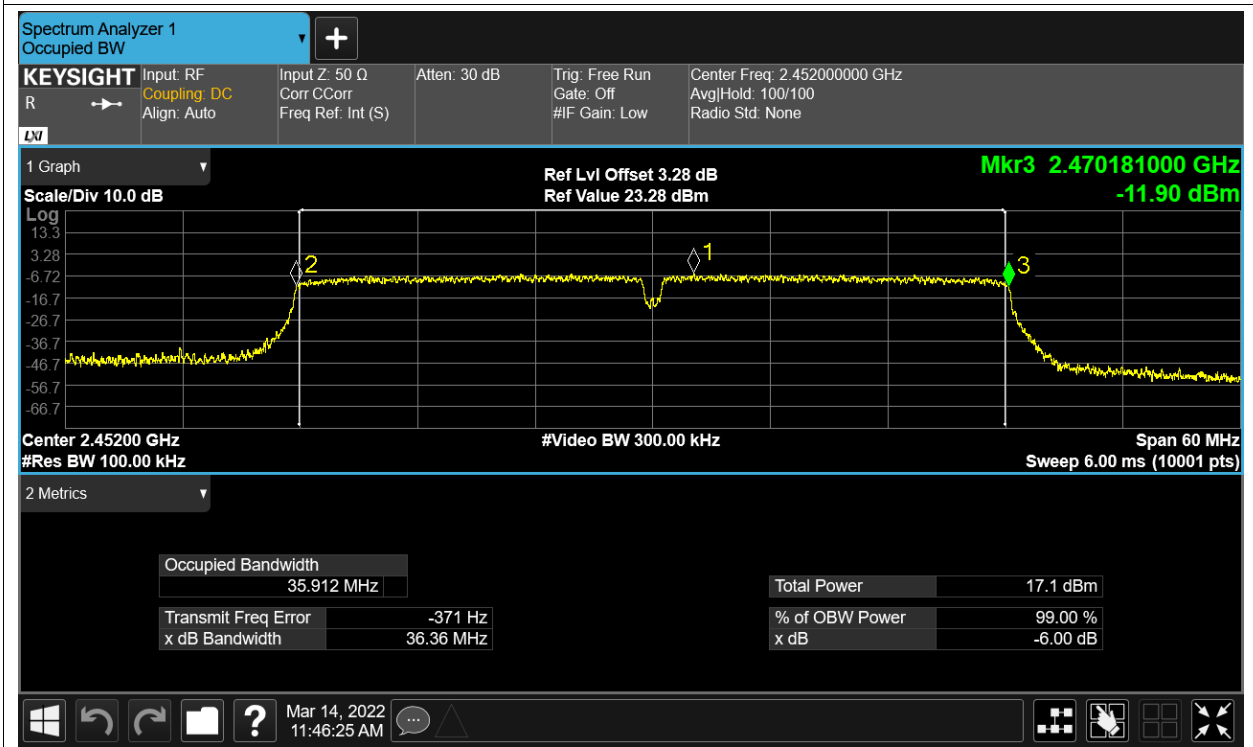 Spectrum Analyzer 1
Occupied BW
+
KEYSIGHT
R
LXI
Input: RF
Coupling: DC
Align: Auto
Input Z: 50 Ω
Corr CCorr
Freq Ref: Int (S)
Atten: 30 dB
Trig: Free Run
Gate: Off
#IF Gain: Low
Center Freq: 2.452000000 GHz
Avg|Hold: 100/100
Radio Std: None
1 Graph
Scale/Div 10.0 dB
Ref Lvl Offset 3.28 dB
Ref Value 23.28 dBm
Mkr3 2.470181000 GHz
-11.90 dBm
Log
13.3
3.28
-6.72
-16.7
-26.7
-36.7
-46.7
-56.7
-66.7
2
1
3
Center 2.45200 GHz
#Video BW 300.00 kHz
Span 60 MHz
#Res BW 100.00 kHz
Sweep 6.00 ms (10001 pts)
2 Metrics
Occupied Bandwidth
35.912 MHz
Total Power 17.1 dBm
Transmit Freq Error -371 Hz
% of OBW Power 99.00 %
x dB Bandwidth 36.36 MHz
x dB -6.00 dB
?
Mar 14, 2022
11:46:25 AM